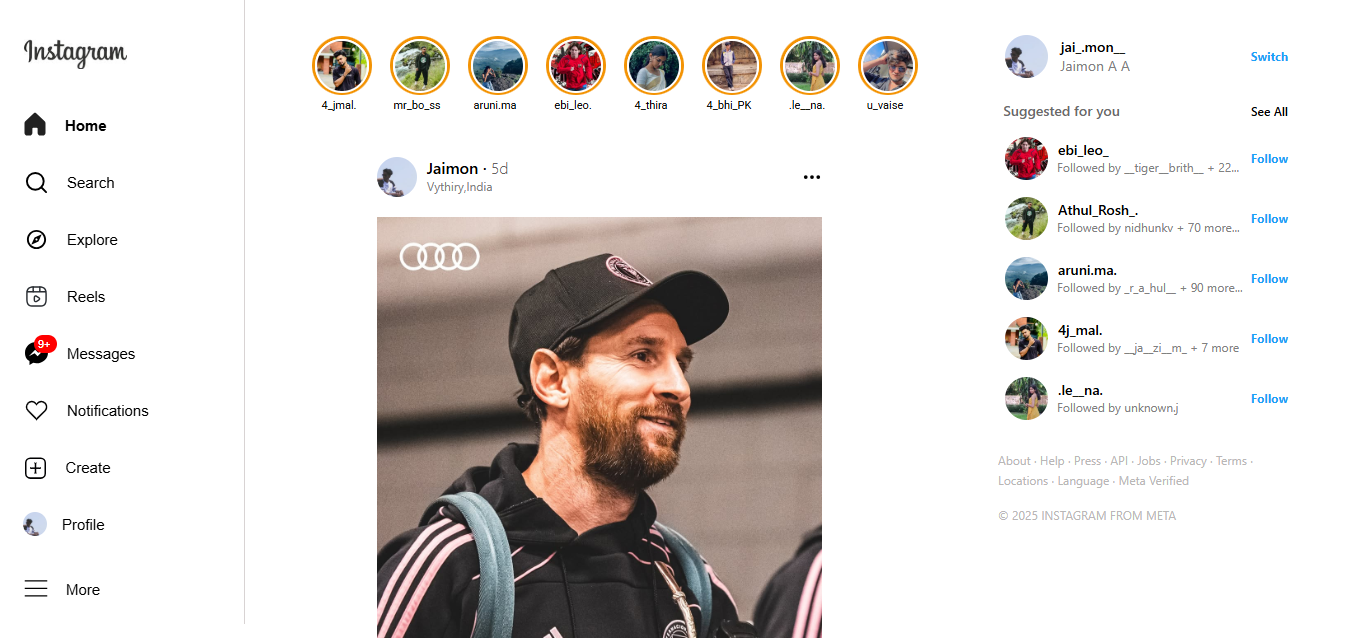 Instagram
Home
Search
Explore
Reels
9+
Messages
Notifications
Create
Profile
More
4_jmal.
mr_bo_ss
aruni.ma
ebi_leo.
4_thira
4_bhi_PK
.le__na.
u_vaise
Jaimon · 5d
Vythiry,India
jai_.mon__
Jaimon A A
Switch
Suggested for you
See All
ebi_leo_
Followed by __tiger__brith__ + 22...
Follow
Athul_Rosh_.
Followed by nidhunkv + 70 more...
Follow
aruni.ma.
Followed by _r_a_hul__ + 90 more...
Follow
4j_mal.
Followed by __ja__zi__m_ + 7 more
Follow
.le__na.
Followed by unknown.j
Follow
About · Help · Press · API · Jobs · Privacy · Terms ·
Locations · Language · Meta Verified
© 2025 INSTAGRAM FROM META